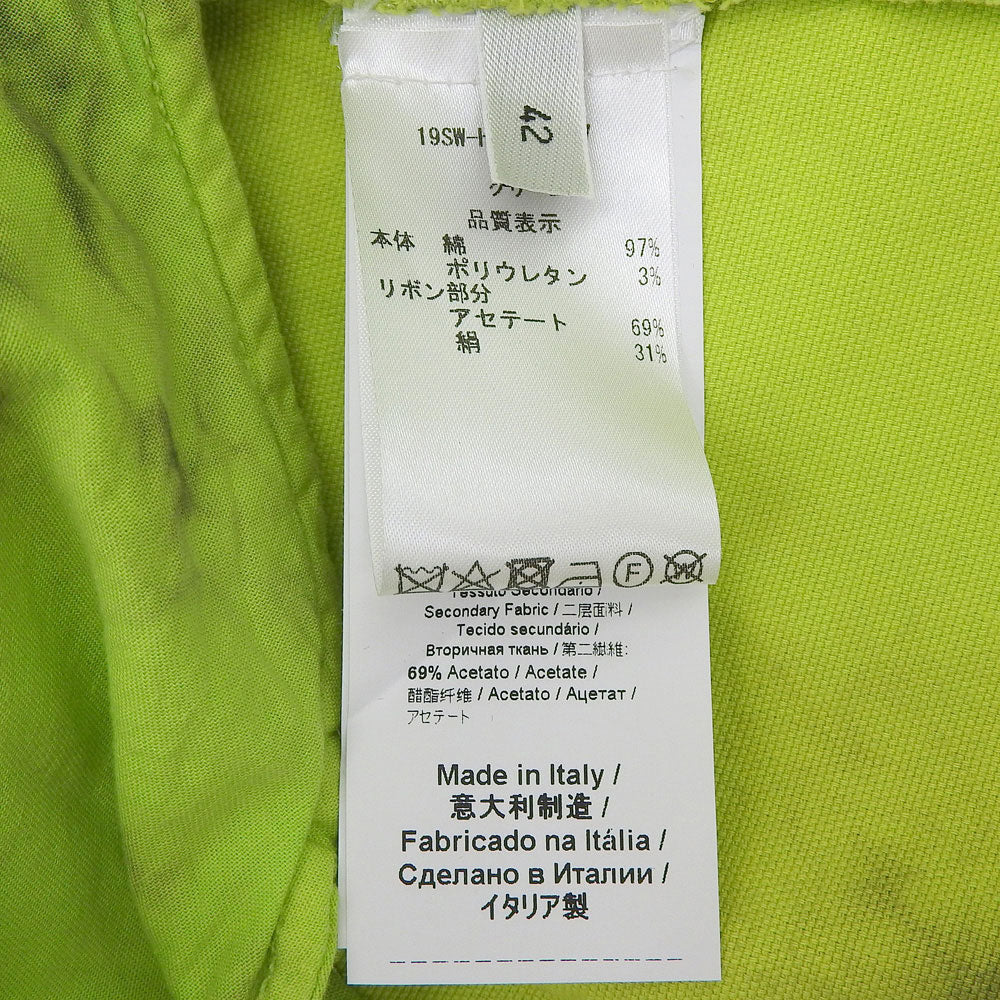 42
19SW-H
品質表示
本体 綿 97%
ポリウレタン 3%
リボン部分
アセテート 69%
絹 31%
F
W
Tessuto Secondario /
Secondary Fabric / 二层面料 /
Tecido secundário /
Вторичная ткань / 第二繊維:
69% Acetato / Acetate /
醋酯纤维 / Acetato / Ацетат /
アセテート
Made in Italy /
意大利制造 /
Fabricado na Itália /
Сделано в Италии /
イタリア製